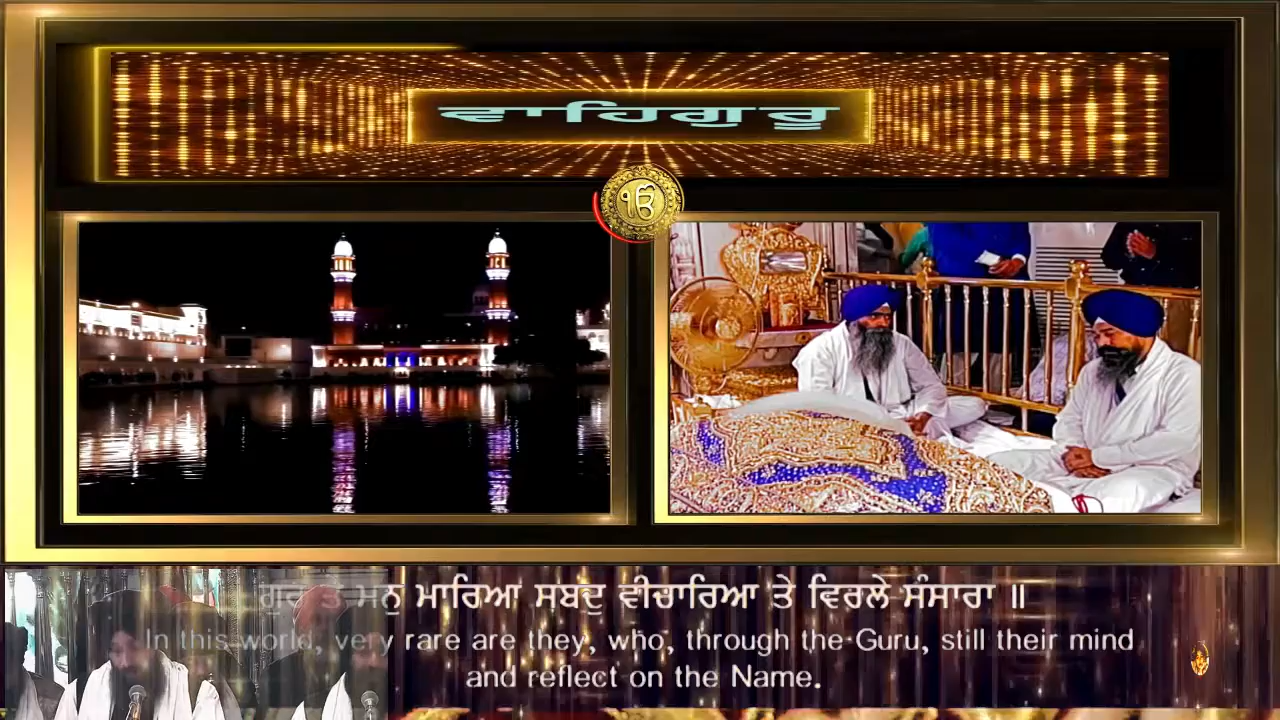 ਵਾਹਿਗੁਰੂ
ੴ
ਗੁਰ ਤੇ ਮਨੁ ਮਾਰਿਆ ਸਬਦੁ ਵੀਚਾਰਿਆ ਤੇ ਵਿਰਲੇ ਸੰਸਾਰਾ ॥
In this world, very rare are they, who, through the Guru, still their mind
and reflect on the Name.